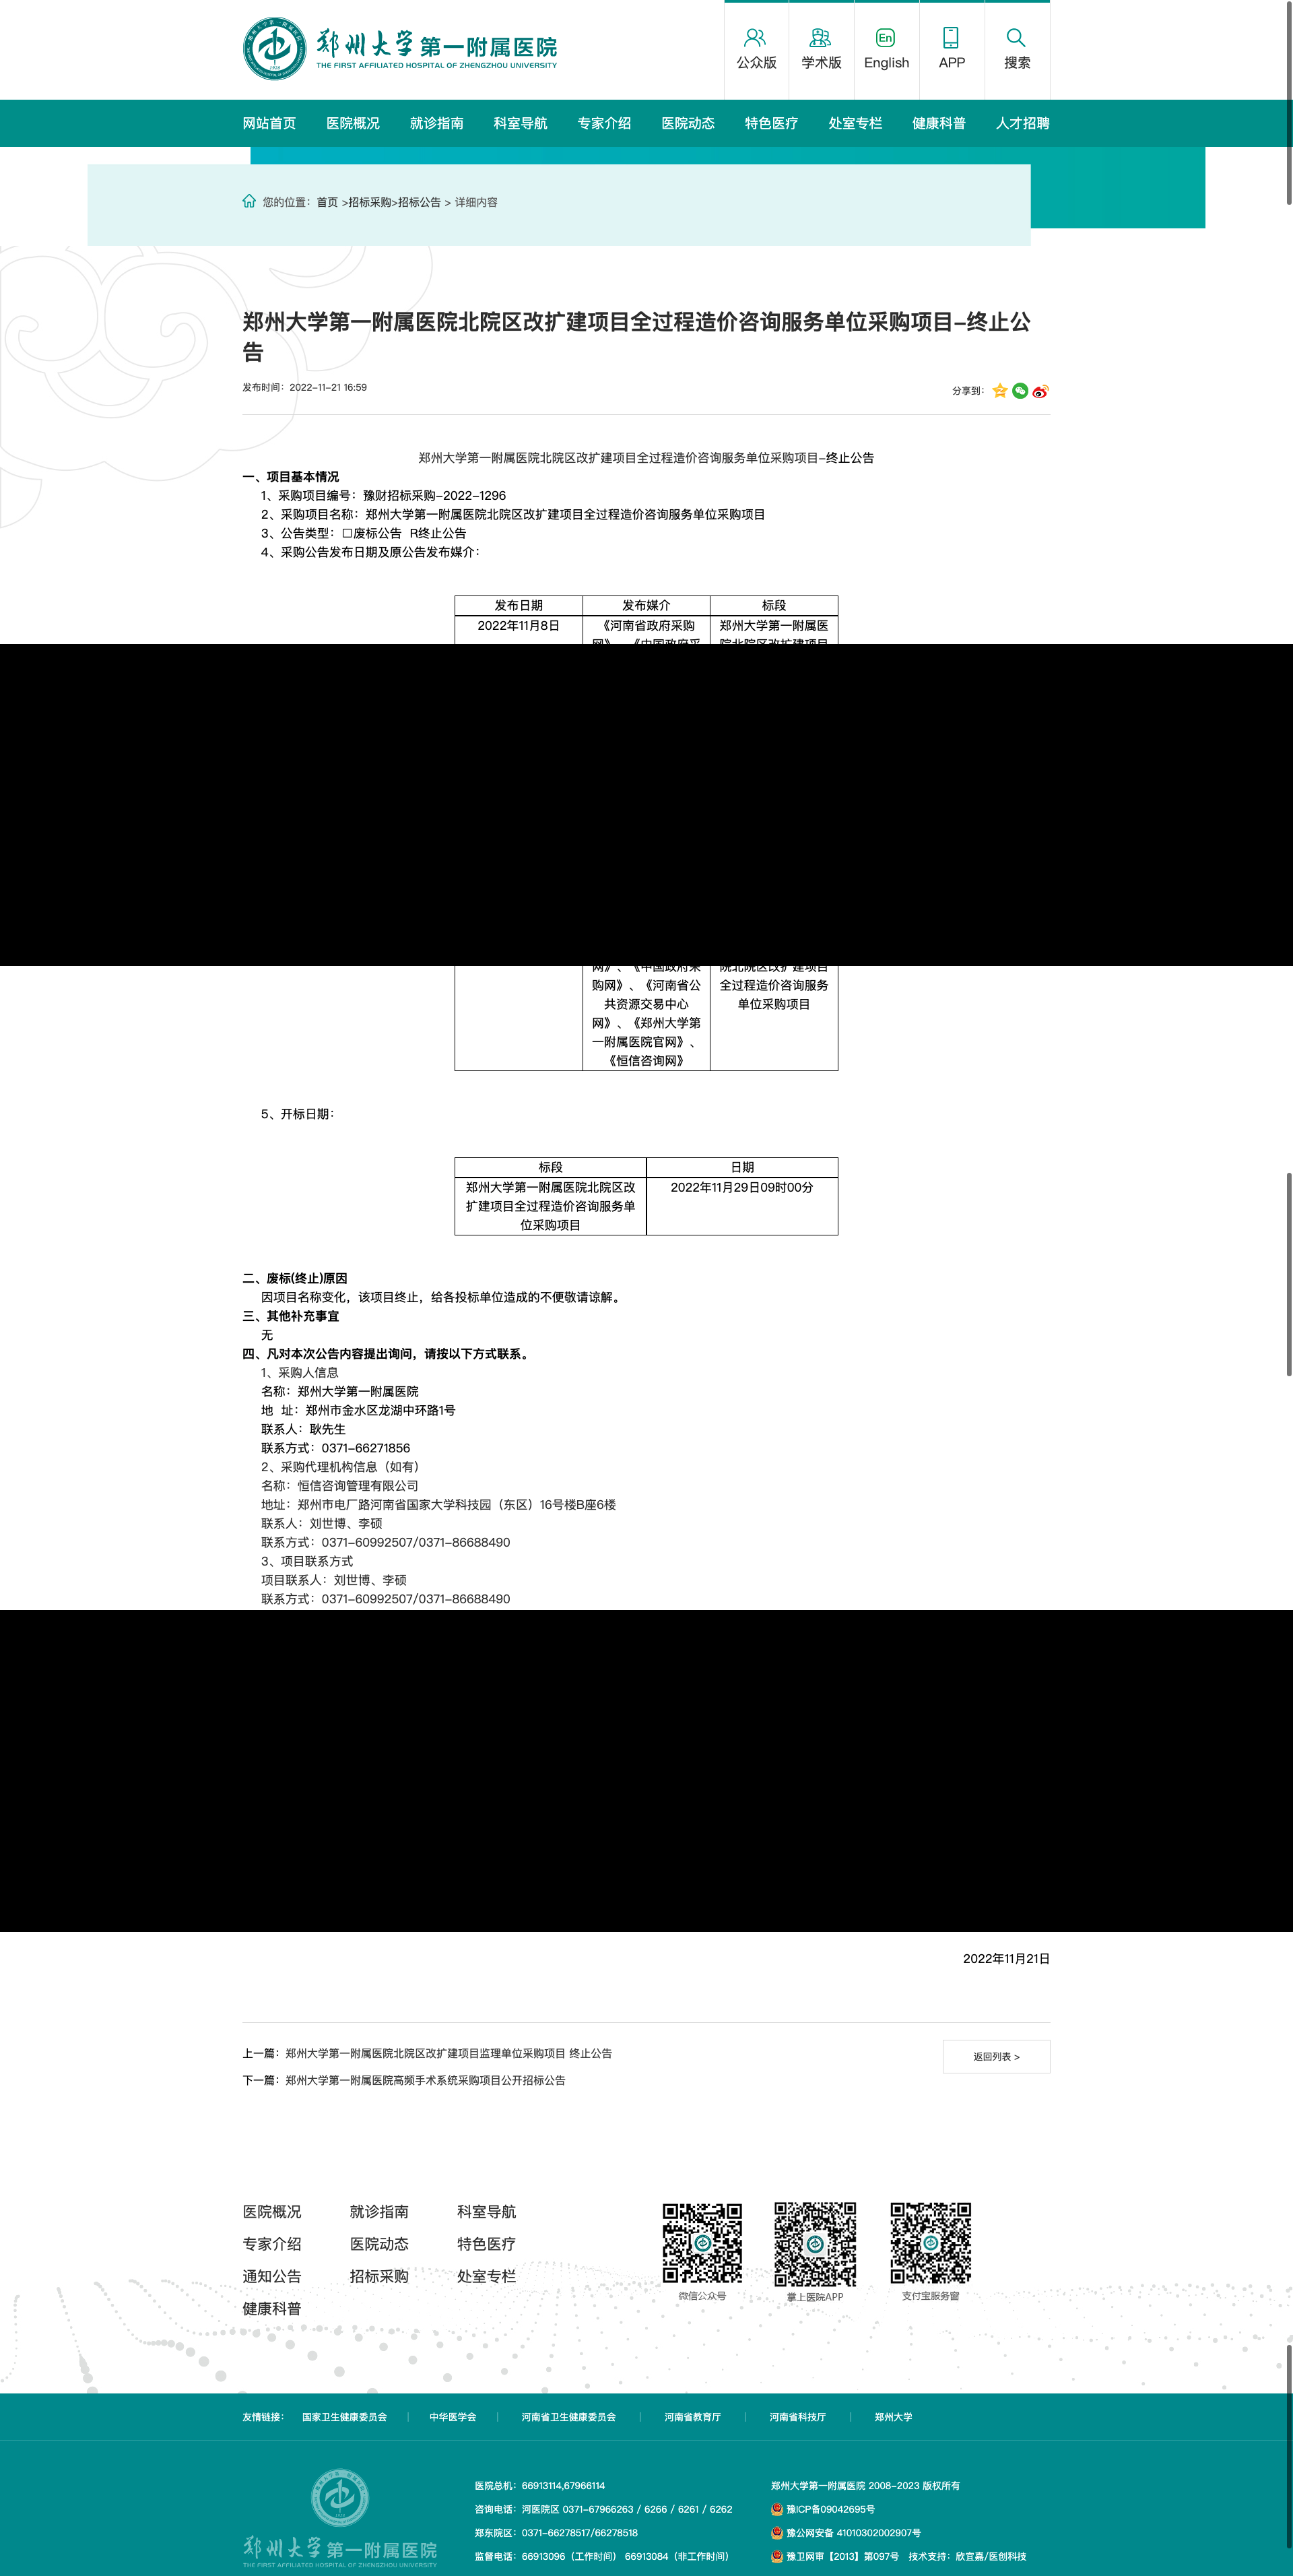 郑州大学第一附属医院
THE FIRST AFFILIATED HOSPITAL OF ZHENGZHOU UNIVERSITY
公众版 学术版 English APP 搜索
网站首页 医院概况 就诊指南 科室导航 专家介绍 医院动态 特色医疗 处室专栏 健康科普 人才招聘
您的位置：首页 >招标采购>招标公告 > 详细内容
郑州大学第一附属医院北院区改扩建项目全过程造价咨询服务单位采购项目-终止公
告
发布时间：2022-11-21 16:59
分享到：
郑州大学第一附属医院北院区改扩建项目全过程造价咨询服务单位采购项目-终止公告
一、项目基本情况
1、采购项目编号：豫财招标采购-2022-1296
2、采购项目名称：郑州大学第一附属医院北院区改扩建项目全过程造价咨询服务单位采购项目
3、公告类型：□废标公告 R终止公告
4、采购公告发布日期及原公告发布媒介：
发布日期 发布媒介 标段
2022年11月8日 《河南省政府采购 郑州大学第一附属医
网》、《中国政府采 院北院区改扩建项目
网》、《中国政府采 院北院区改扩建项目
购网》、《河南省公 全过程造价咨询服务
共资源交易中心 单位采购项目
网》、《郑州大学第
一附属医院官网》、
《恒信咨询网》
5、开标日期：
标段 日期
郑州大学第一附属医院北院区改 2022年11月29日09时00分
扩建项目全过程造价咨询服务单
位采购项目
二、废标(终止)原因
因项目名称变化，该项目终止，给各投标单位造成的不便敬请谅解。
三、其他补充事宜
无
四、凡对本次公告内容提出询问，请按以下方式联系。
1、采购人信息
名称：郑州大学第一附属医院
地 址：郑州市金水区龙湖中环路1号
联系人：耿先生
联系方式：0371-66271856
2、采购代理机构信息（如有）
名称：恒信咨询管理有限公司
地址：郑州市电厂路河南省国家大学科技园（东区）16号楼B座6楼
联系人：刘世博、李硕
联系方式：0371-60992507/0371-86688490
3、项目联系方式
项目联系人：刘世博、李硕
联系方式：0371-60992507/0371-86688490
2022年11月21日
上一篇：郑州大学第一附属医院北院区改扩建项目监理单位采购项目 终止公告
返回列表 >
下一篇：郑州大学第一附属医院高频手术系统采购项目公开招标公告
医院概况 就诊指南 科室导航
专家介绍 医院动态 特色医疗
通知公告 招标采购 处室专栏
健康科普
微信公众号 掌上医院APP 支付宝服务窗
友情链接： 国家卫生健康委员会 | 中华医学会 | 河南省卫生健康委员会 | 河南省教育厅 | 河南省科技厅 | 郑州大学
郑州大学第一附属医院
THE FIRST AFFILIATED HOSPITAL OF ZHENGZHOU UNIVERSITY
医院总机：66913114,67966114
咨询电话：河医院区 0371-67966263 / 6266 / 6261 / 6262
郑东院区：0371-66278517/66278518
监督电话：66913096（工作时间） 66913084（非工作时间）
郑州大学第一附属医院 2008-2023 版权所有
豫ICP备09042695号
豫公网安备 41010302002907号
豫卫网审【2013】第097号 技术支持：欣宜嘉/医创科技